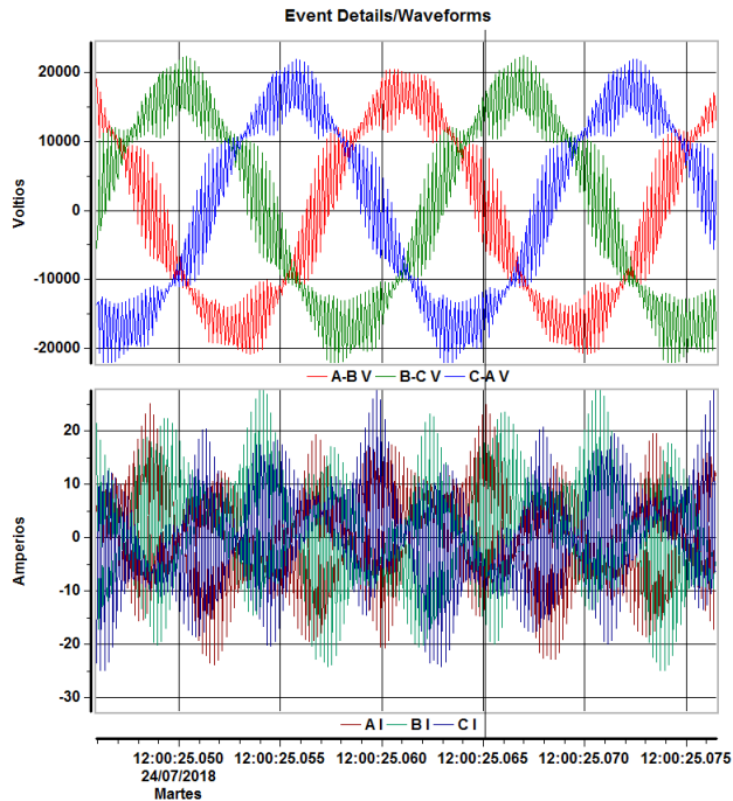 Event Details/Waveforms
20000
10000
0
-10000
-20000
Voltios
A-B V B-C V C-A V
20
10
0
-10
-20
-30
Amperios
A I B I C I
12:00:25.050 12:00:25.055 12:00:25.060 12:00:25.065 12:00:25.070 12:00:25.075
24/07/2018
Martes